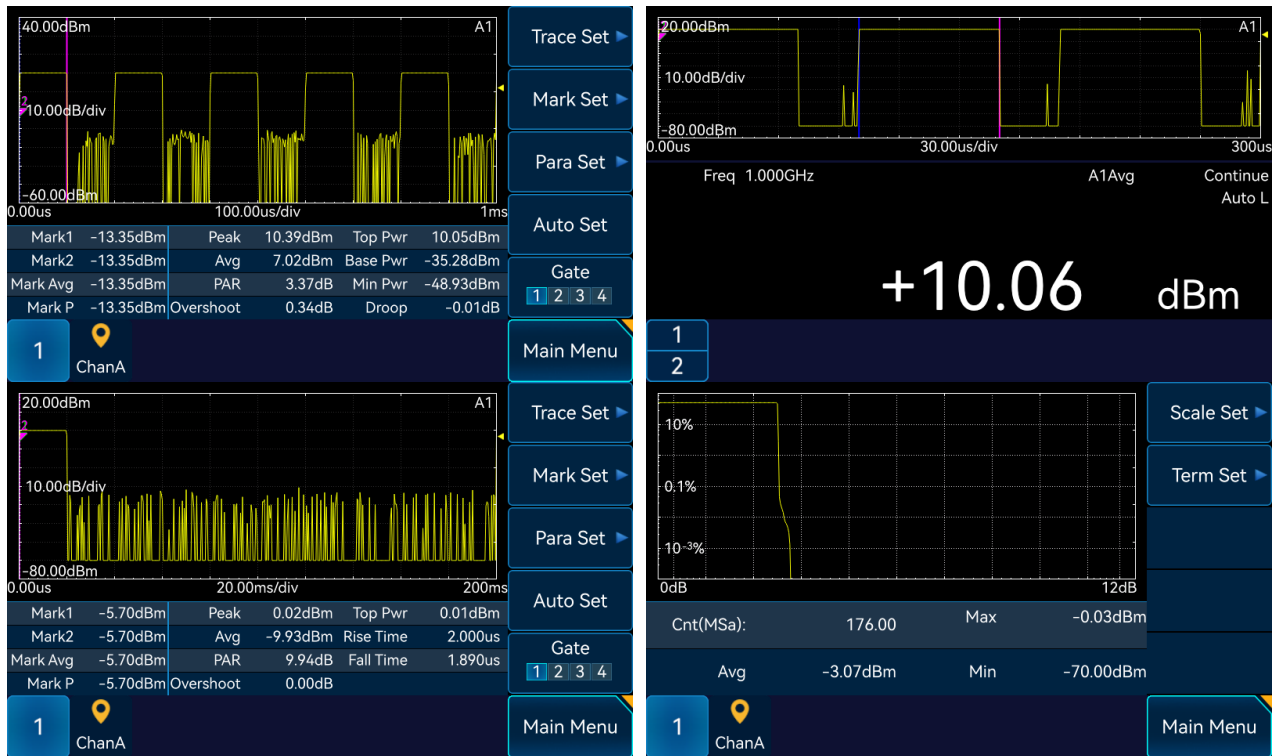 40.00dBm A1
2
10.00dB/div
-60.00dBm
0.00us 100.00us/div 1ms
Mark1 -13.35dBm Peak 10.39dBm Top Pwr 10.05dBm
Mark2 -13.35dBm Avg 7.02dBm Base Pwr -35.28dBm
Mark Avg -13.35dBm PAR 3.37dB Min Pwr -48.93dBm
Mark P -13.35dBm Overshoot 0.34dB Droop -0.01dB
Trace Set
Mark Set
Para Set
Auto Set
Gate
1 2 3 4
1 ChanA Main Menu
20.00dBm A1
2
10.00dB/div
-80.00dBm
0.00us 30.00us/div 300us
Freq 1.000GHz A1Avg Continue
Auto L
+10.06 dBm
1
2
20.00dBm A1
2
10.00dB/div
-80.00dBm
0.00us 20.00ms/div 200ms
Mark1 -5.70dBm Peak 0.02dBm Top Pwr 0.01dBm
Mark2 -5.70dBm Avg -9.93dBm Rise Time 2.000us
Mark Avg -5.70dBm PAR 9.94dB Fall Time 1.890us
Mark P -5.70dBm Overshoot 0.00dB
Trace Set
Mark Set
Para Set
Auto Set
Gate
1 2 3 4
1 ChanA Main Menu
10%
0.1%
10-³%
0dB 12dB
Cnt(MSa): 176.00 Max -0.03dBm
Avg -3.07dBm Min -70.00dBm
Scale Set
Term Set
1 ChanA Main Menu